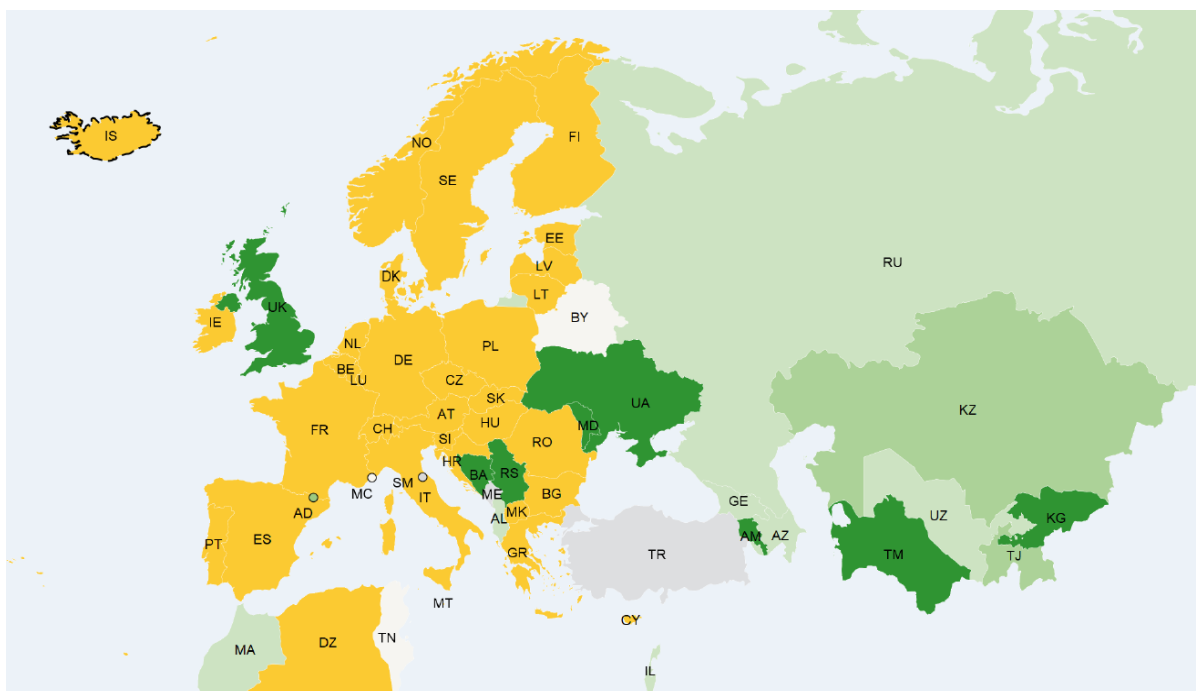 IS
NO
FI
SE
EE
LV
DK
LT
RU
UK
IE
BY
NL
PL
DE
BE
LU
CZ
UA
KZ
SK
AT
HU
MD
FR
CH
SI
RO
HR
BA
RS
MC
SM
IT
ME
BG
AD
AL
MK
GE
UZ
KG
PT
ES
AM
AZ
TR
TM
TJ
GR
MT
CY
DZ
TN
MA
IL